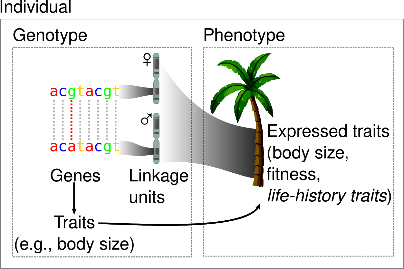 Individual
Genotype
Phenotype
♀
acgtacgt
♂
acatacgt
Genes
Linkage
units
Traits
(e.g., body size)
Expressed traits
(body size,
fitness,
life-history traits)